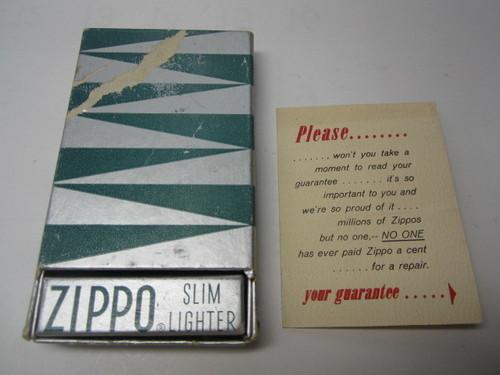 ZIPPO® SLIM
LIGHTER
Please........
....... won't you take a
moment to read your
guarantee ....... it's so
important to you and
we're so proud of it ....
millions of Zippos
but no one,-- NO ONE
has ever paid Zippo a cent
...... for a repair.
your guarantee .....